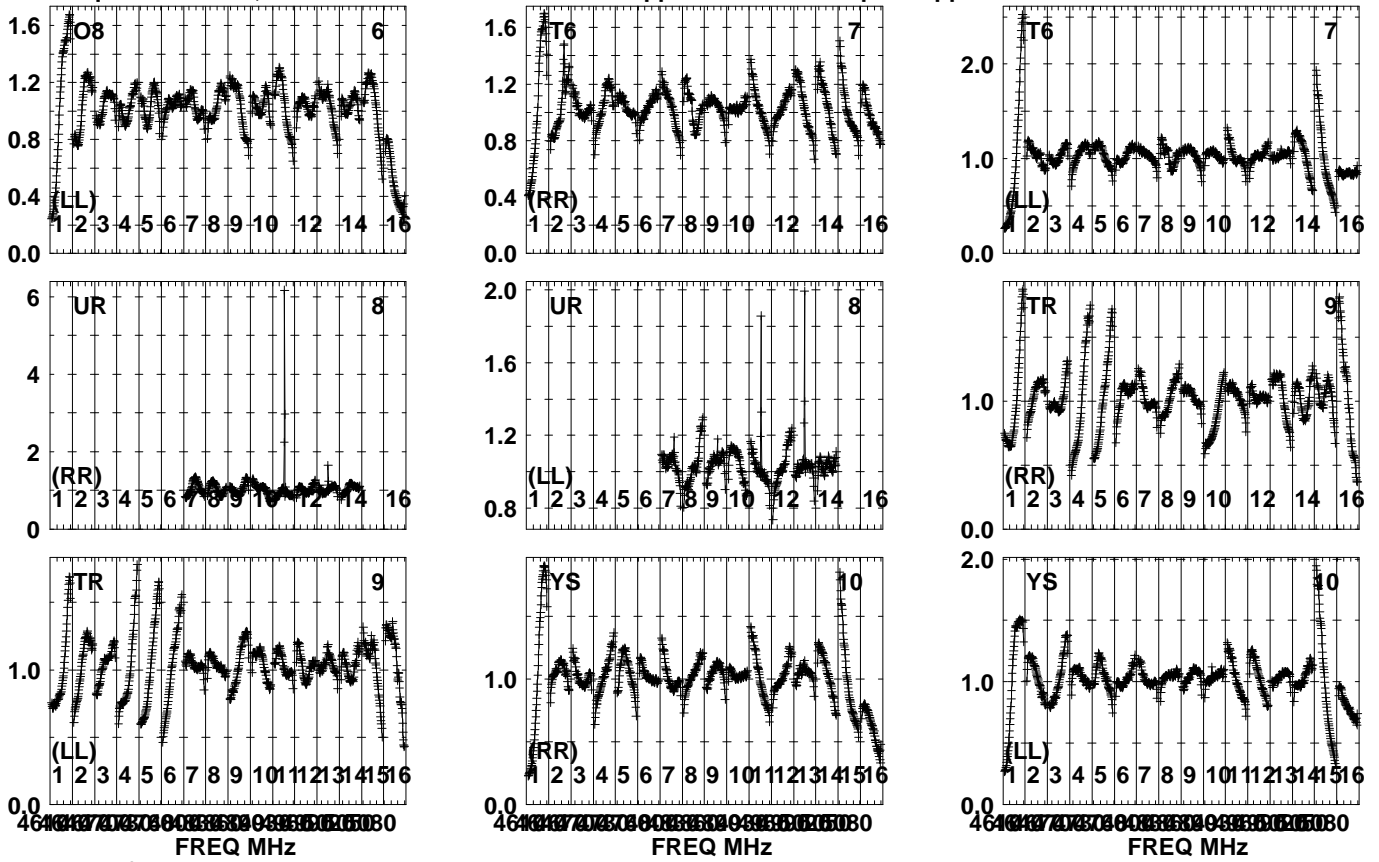 1.6 O8 6
1.2
0.8
0.4 (LL)
1 2 3 4 5 6 7 8 9 10 12 14 16
0.0
1.6 T6 7
1.2
0.8
0.4 (RR)
1 2 3 4 5 6 7 8 9 10 12 14 16
0.0
T6 7
2.0
1.0
(LL)
1 2 3 4 5 6 7 8 9 10 12 14 16
0.0
6 UR 8
4
2
(RR)
1 2 3 4 5 6 7 8 9 10 12 14 16
0
2.0 UR 8
1.6
1.2
(LL)
0.8 1 2 3 4 5 6 7 8 9 10 12 14 16
TR 9
1.0
(RR)
1 2 3 4 5 6 7 8 9 10 12 14 16
0.0
TR 9
1.0
(LL)
1 2 3 4 5 6 7 8 9 10 11 12 13 14 15 16
0.0
FREQ MHz
YS 10
1.0
(RR)
1 2 3 4 5 6 7 8 9 10 11 12 13 14 15 16
0.0
FREQ MHz
2.0 YS 10
1.0
(LL)
1 2 3 4 5 6 7 8 9 10 11 12 13 14 15 16
0.0
FREQ MHz